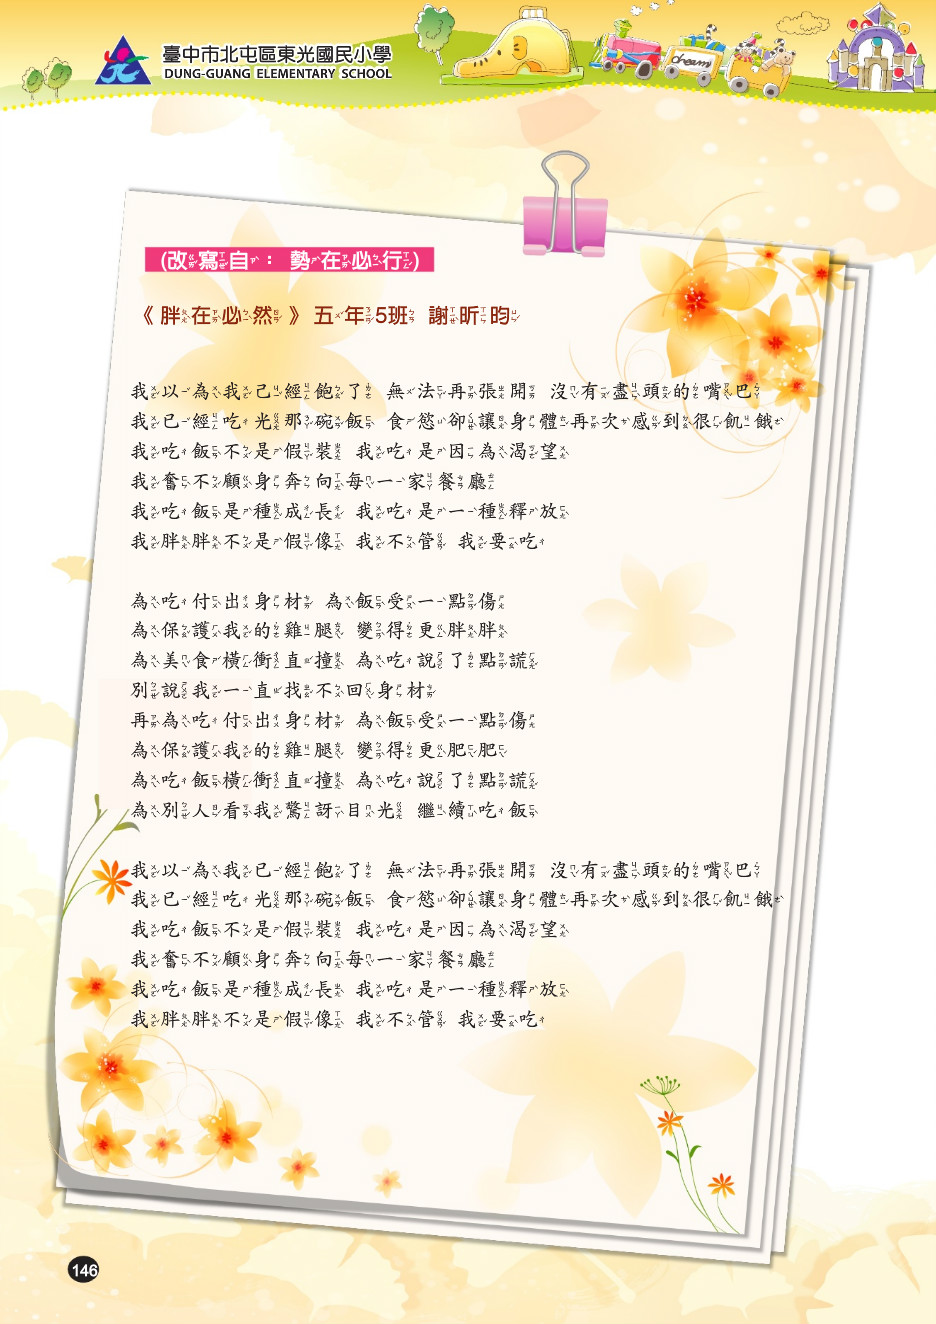 臺中市北屯區東光國民小學
DUNG-GUANG ELEMENTARY SCHOOL
dream
(改寫自：勢在必行)
《胖在必然》五年5班 謝昕昀
我以為我已經飽了 無法再張開 沒有盡頭的嘴巴
我已經吃光那碗飯 食慾卻讓身體再次感到很飢餓
我吃飯不是假裝 我吃是因為渴望
我奮不顧身奔向每一家餐廳
我吃飯是種成長 我吃是一種釋放
我胖胖不是假像 我不管 我要吃
為吃付出身材 為飯受一點傷
為保護我的雞腿 變得更胖胖
為美食橫衝直撞 為吃說了點謊
別說我一直找不回身材
再為吃付出身材 為飯受一點傷
為保護我的雞腿 變得更肥肥
為吃飯橫衝直撞 為吃說了點謊
為別人看我驚訝目光 繼續吃飯
我以為我已經飽了 無法再張開 沒有盡頭的嘴巴
我已經吃光那碗飯 食慾卻讓身體再次感到很飢餓
我吃飯不是假裝 我吃是因為渴望
我奮不顧身奔向每一家餐廳
我吃飯是種成長 我吃是一種釋放
我胖胖不是假像 我不管 我要吃
146